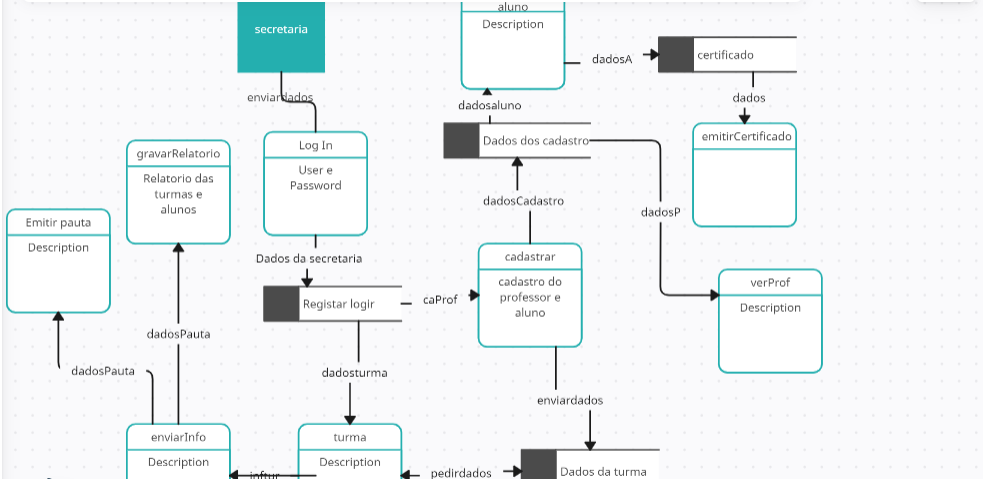 secretaria
aluno
Description
dadosA
certificado
enviardados
dadosaluno
dados
gravarRelatorio
Relatorio das
turmas e
alunos
Log In
User e
Password
Dados dos cadastro
emitirCertificado
Emitir pauta
Description
dadosCadastro
dadosP
Dados da secretaria
cadastrar
cadastro do
professor e
aluno
verProf
Description
Registar logir
caProf
dadosPauta
dadosPauta
dadosturma
enviardados
enviarInfo
Description
turma
Description
inftur
pedirdados
Dados da turma